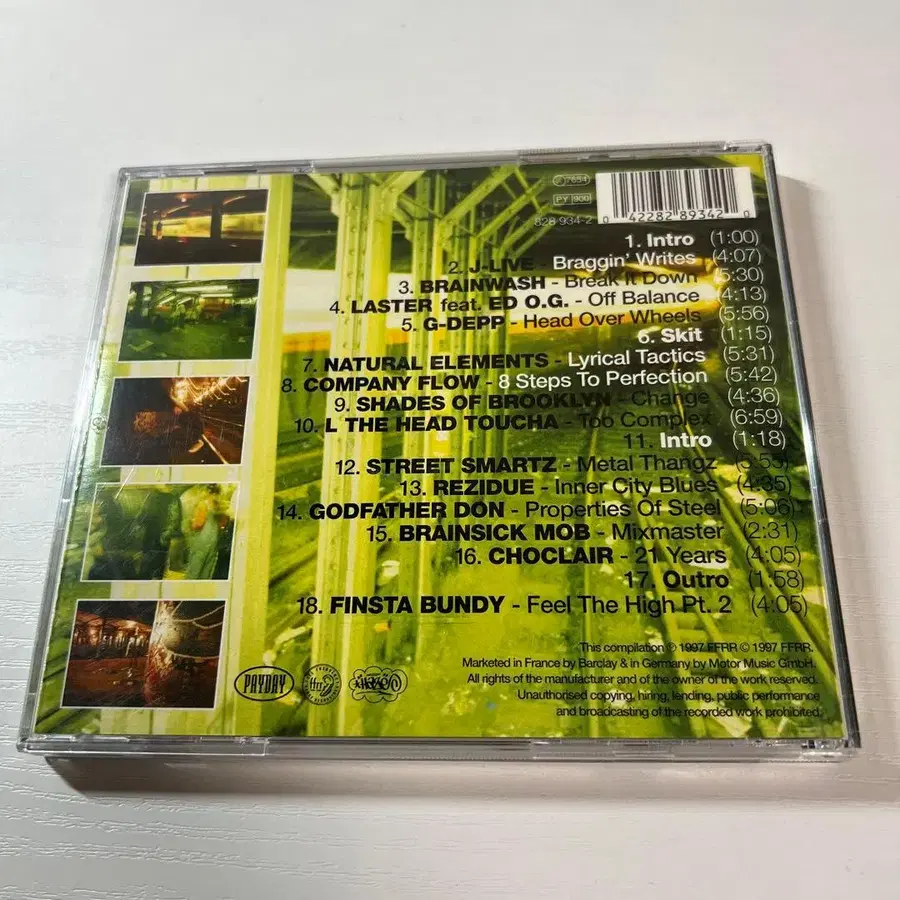 ℗7654
PY 900
828 934-2
0 42282 89342 0
1. Intro (1:00)
2. J-LIVE - Braggin' Writes (4:07)
3. BRAINWASH - Break It Down (5:30)
4. LASTER feat. ED O.G. - Off Balance (4:13)
5. G-DEPP - Head Over Wheels (5:56)
6. Skit (1:15)
7. NATURAL ELEMENTS - Lyrical Tactics (5:31)
8. COMPANY FLOW - 8 Steps To Perfection (5:42)
9. SHADES OF BROOKLYN - Change (4:36)
10. L THE HEAD TOUCHA - Too Complex (6:59)
11. Intro (1:18)
12. STREET SMARTZ - Metal Thangz
13. REZIDUE - Inner City Blues (4:35)
14. GODFATHER DON - Properties Of Steel (5:06)
15. BRAINSICK MOB - Mixmaster (2:31)
16. CHOCLAIR - 21 Years (4:05)
17. Outro (1:58)
18. FINSTA BUNDY - Feel The High Pt. 2 (4:05)
This compilation ℗ 1997 FFRR © 1997 FFRR.
Marketed in France by Barclay & in Germany by Motor Music GmbH.
All rights of the manufacturer and of the owner of the work reserved.
Unauthorised copying, hiring, lending, public performance
and broadcasting of the recorded work prohibited.
PAYDAY
ffrr